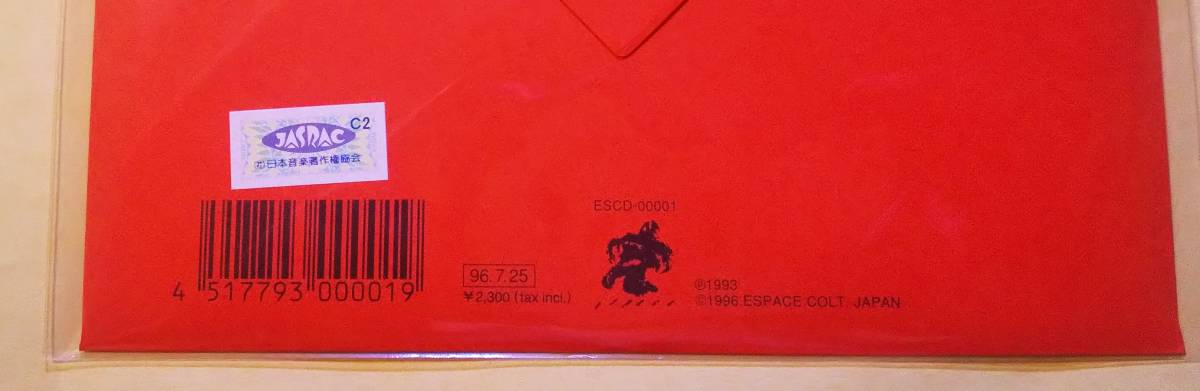 C2
JASRAC
㈳日本音楽著作権協会
4 517793 000019
96.7.25
¥2,300 (tax incl.)
ESCD-00001
Ⓟ1993
©1996 ESPACE COLT. JAPAN